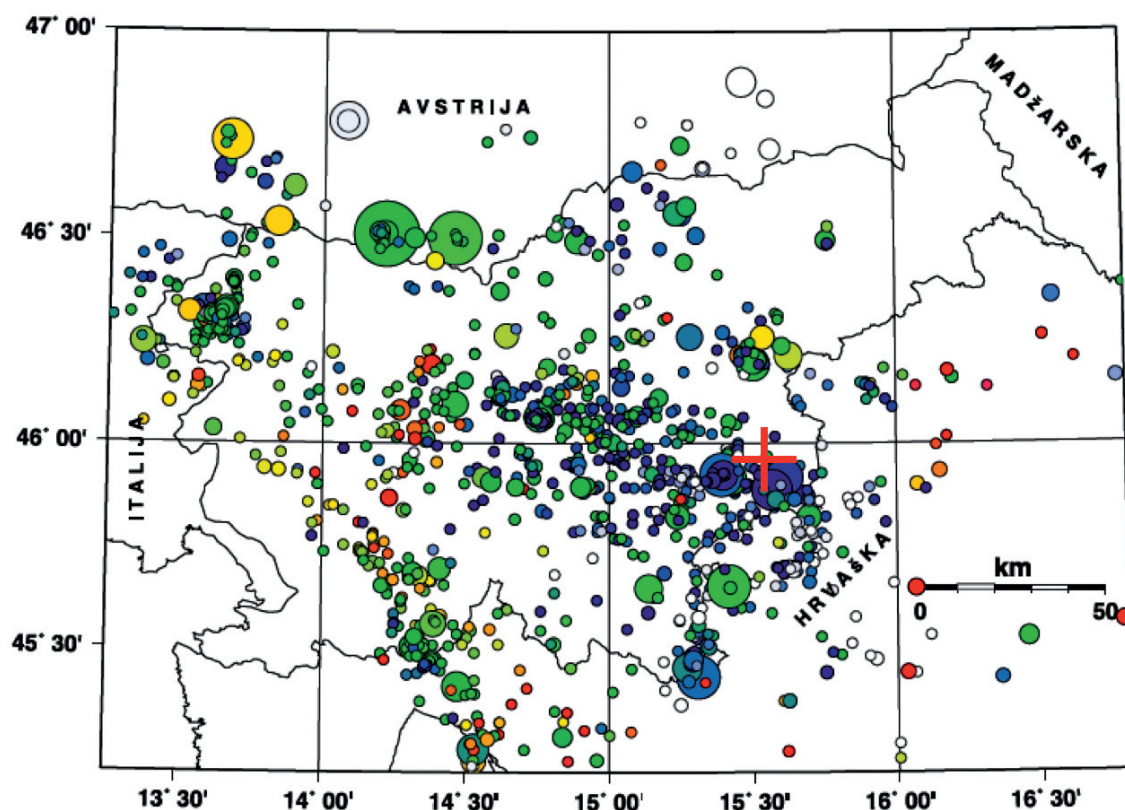 47° 00'
AVSTRIJA
MADŽARSKA
46° 30'
46° 00'
ITALIJA
HRVAšKA
km
0 50
45° 30'
13° 30' 14° 00' 14° 30' 15° 00' 15° 30' 16° 00' 16° 30'